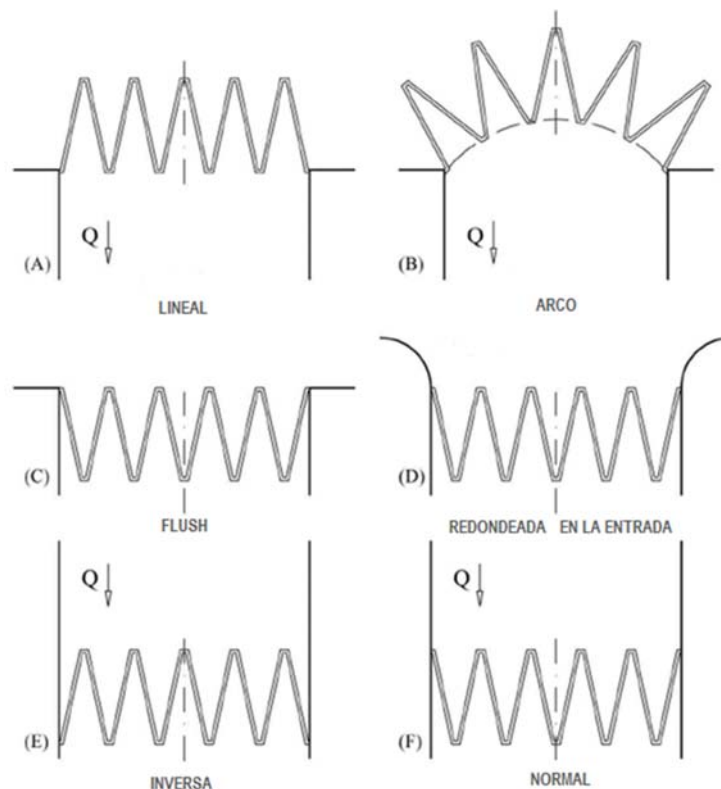 Q
Q
(A)
(B)
LINEAL
ARCO
(C)
(D)
FLUSH
REDONDEADA EN LA ENTRADA
Q
Q
(E)
(F)
INVERSA
NORMAL